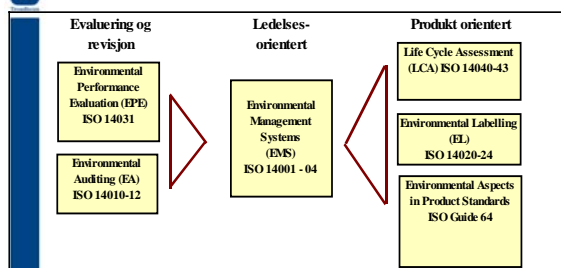 Evaluering og
revisjon
Environmental
Performance
Evaluation (EPE)
ISO 14031
Environmental
Auditing (EA)
ISO 14010-12
Ledelses-
orientert
Environmental
Management
Systems
(EMS)
ISO 14001 - 04
Produkt orientert
Life Cycle Assessment
(LCA) ISO 14040-43
Environmental Labelling
(EL)
ISO 14020-24
Environmental Aspects
in Product Standards
ISO Guide 64